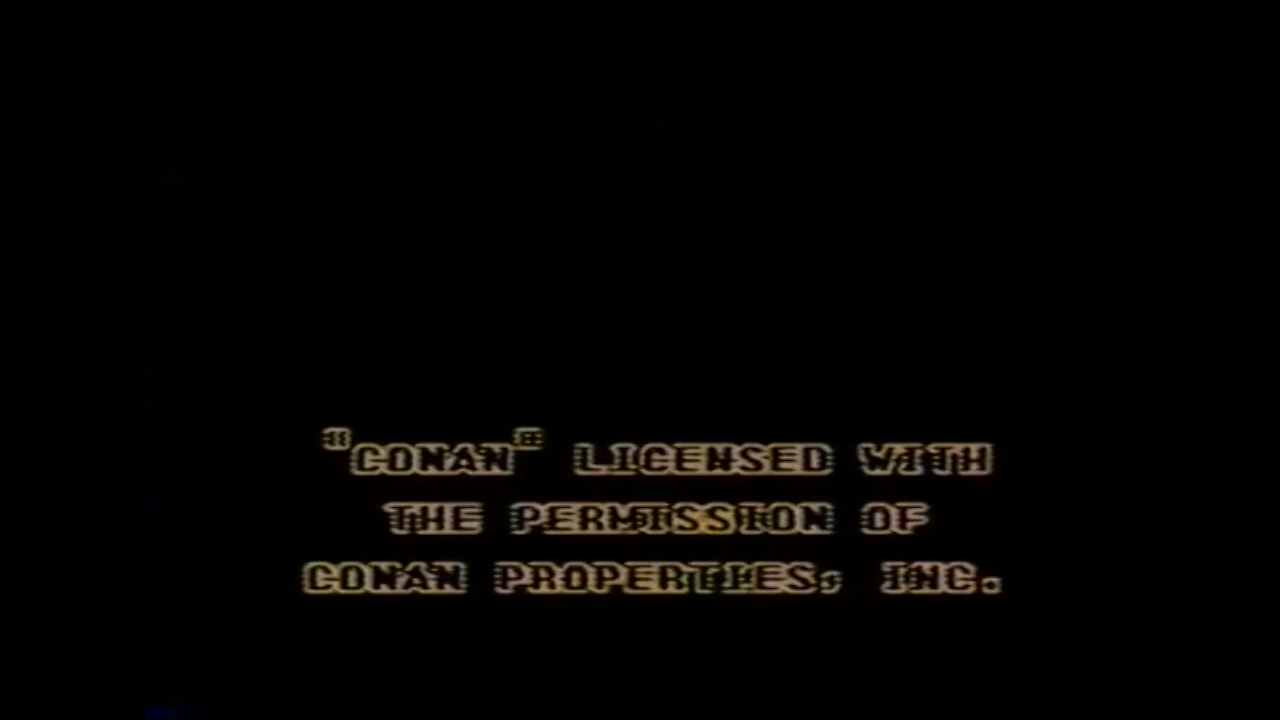 "CONAN" LICENSED WITH
THE PERMISSION OF
CONAN PROPERTIES, INC.